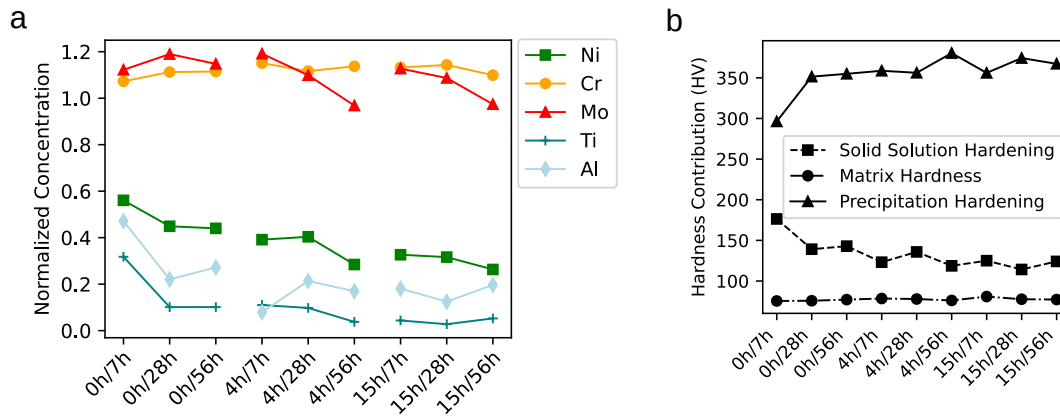 a
Normalized Concentration
1.2
1.0
0.8
0.6
0.4
0.2
0.0
0h/7h
0h/28h
0h/56h
4h/7h
4h/28h
4h/56h
15h/7h
15h/28h
15h/56h
Ni
Cr
Mo
Ti
Al
b
Hardness Contribution (HV)
350
300
250
200
150
100
Solid Solution Hardening
Matrix Hardness
Precipitation Hardening
0h/7h
0h/28h
0h/56h
4h/7h
4h/28h
4h/56h
15h/7h
15h/28h
15h/56h